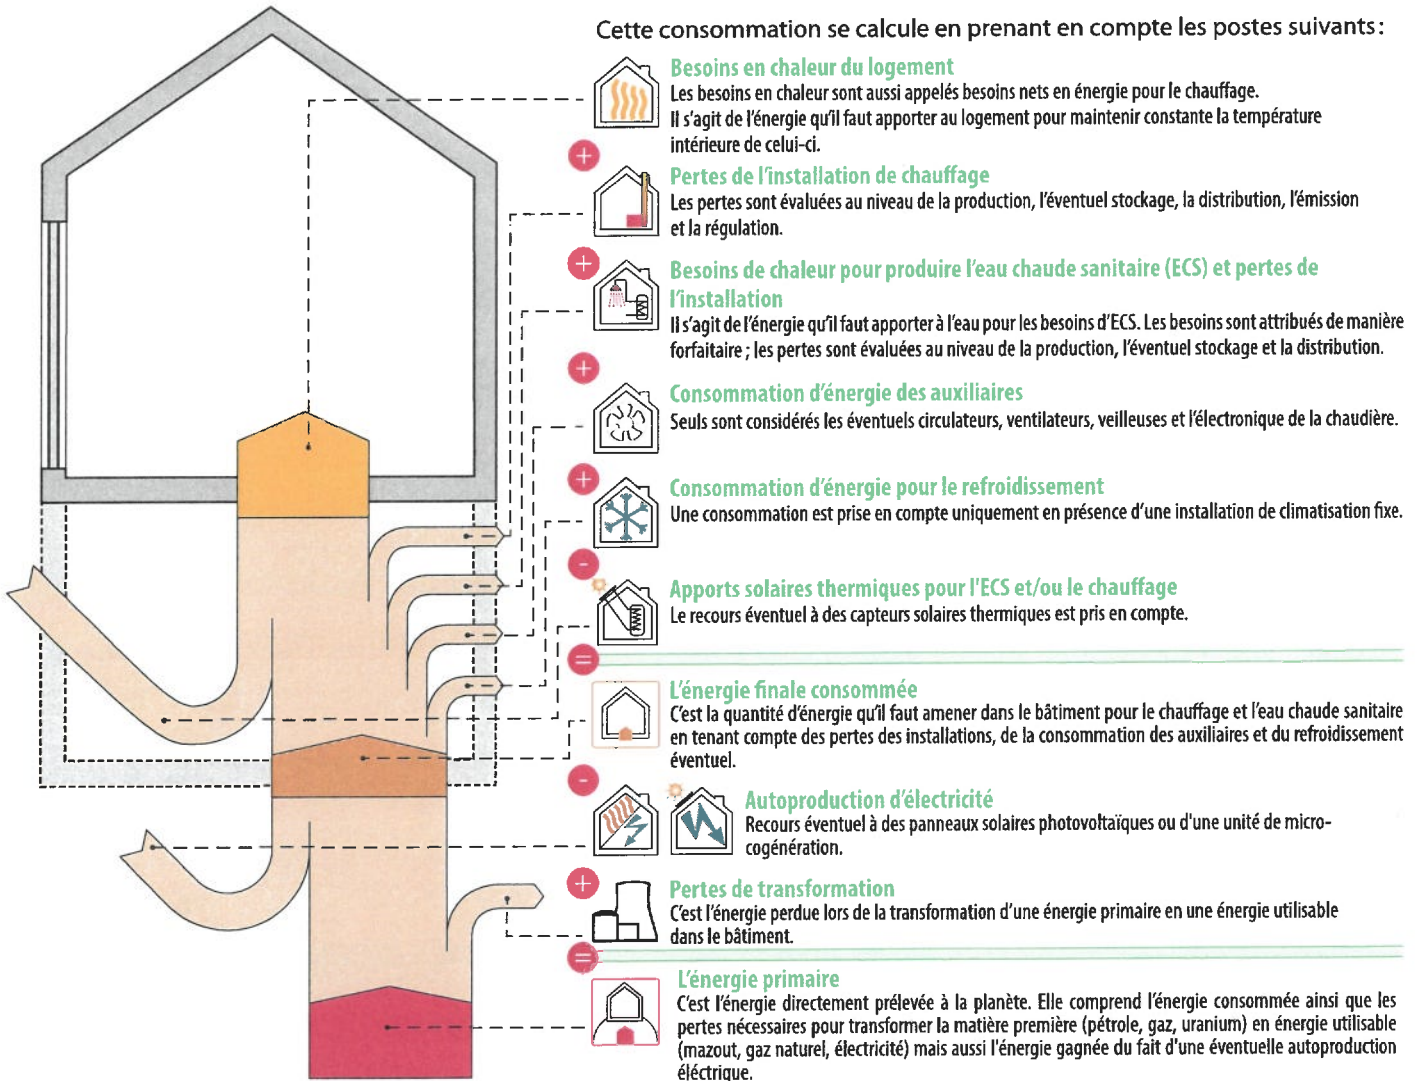 Cette consommation se calcule en prenant en compte les postes suivants :
Besoins en chaleur du logement
Les besoins en chaleur sont aussi appelés besoins nets en énergie pour le chauffage.
Il s'agit de l'énergie qu'il faut apporter au logement pour maintenir constante la température
intérieure de celui-ci.
+
Pertes de l'installation de chauffage
Les pertes sont évaluées au niveau de la production, l'éventuel stockage, la distribution, l'émission
et la régulation.
+
Besoins de chaleur pour produire l'eau chaude sanitaire (ECS) et pertes de
l'installation
Il s'agit de l'énergie qu'il faut apporter à l'eau pour les besoins d'ECS. Les besoins sont attribués de manière
forfaitaire ; les pertes sont évaluées au niveau de la production, l'éventuel stockage et la distribution.
+
Consommation d'énergie des auxiliaires
Seuls sont considérés les éventuels circulateurs, ventilateurs, veilleuses et l'électronique de la chaudière.
+
Consommation d'énergie pour le refroidissement
Une consommation est prise en compte uniquement en présence d'une installation de climatisation fixe.
-
Apports solaires thermiques pour l'ECS et/ou le chauffage
Le recours éventuel à des capteurs solaires thermiques est pris en compte.
=
L'énergie finale consommée
C'est la quantité d'énergie qu'il faut amener dans le bâtiment pour le chauffage et l'eau chaude sanitaire
en tenant compte des pertes des installations, de la consommation des auxiliaires et du refroidissement
éventuel.
-
Autoproduction d'électricité
Recours éventuel à des panneaux solaires photovoltaïques ou d'une unité de micro-
cogénération.
+
Pertes de transformation
C'est l'énergie perdue lors de la transformation d'une énergie primaire en une énergie utilisable
dans le bâtiment.
=
L'énergie primaire
C'est l'énergie directement prélevée à la planète. Elle comprend l'énergie consommée ainsi que les
pertes nécessaires pour transformer la matière première (pétrole, gaz, uranium) en énergie utilisable
(mazout, gaz naturel, électricité) mais aussi l'énergie gagnée du fait d'une éventuelle autoproduction
éléctrique.